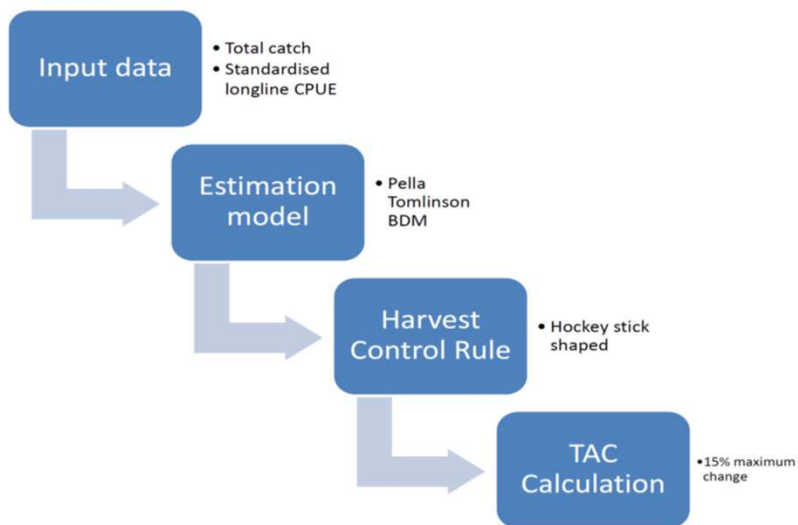 Input data
• Total catch
• Standardised
longline CPUE
Estimation
model
• Pella
Tomlinson
BDM
Harvest
Control Rule
• Hockey stick
shaped
TAC
Calculation
•15% maximum
change